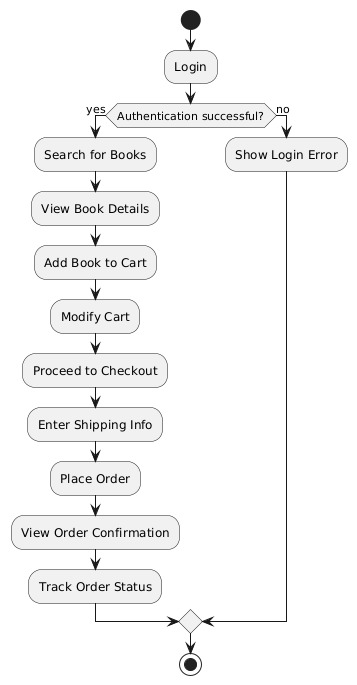 Login
Authentication successful?
yes
no
Search for Books
Show Login Error
View Book Details
Add Book to Cart
Modify Cart
Proceed to Checkout
Enter Shipping Info
Place Order
View Order Confirmation
Track Order Status